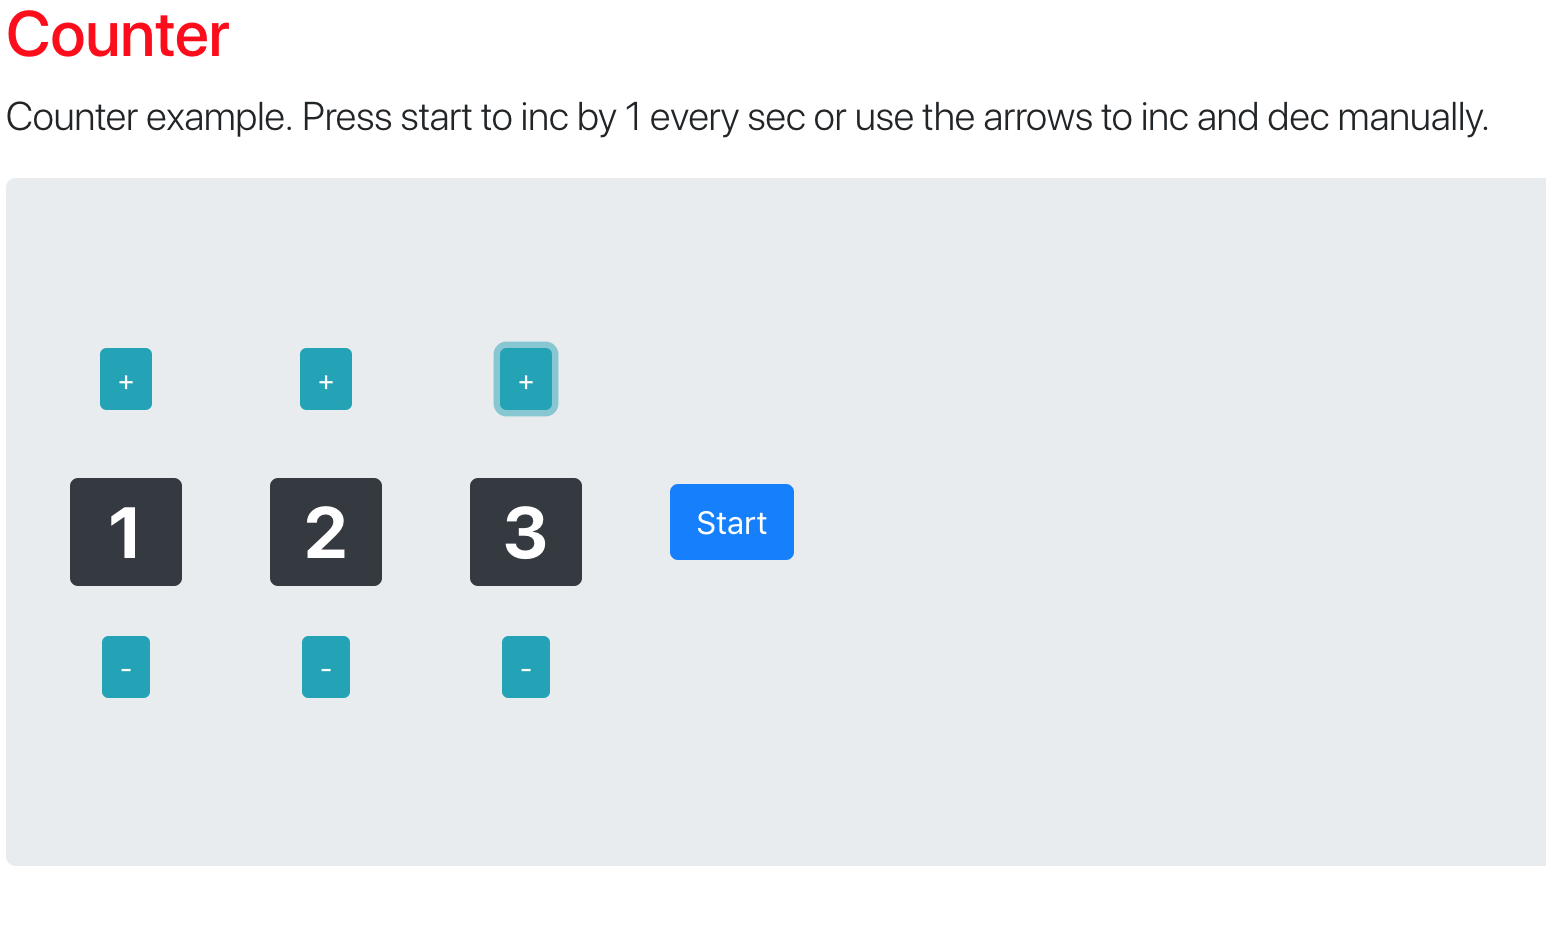 Counter
Counter example. Press start to inc by 1 every sec or use the arrows to inc and dec manually.
+ + +
1 2 3 Start
- - -